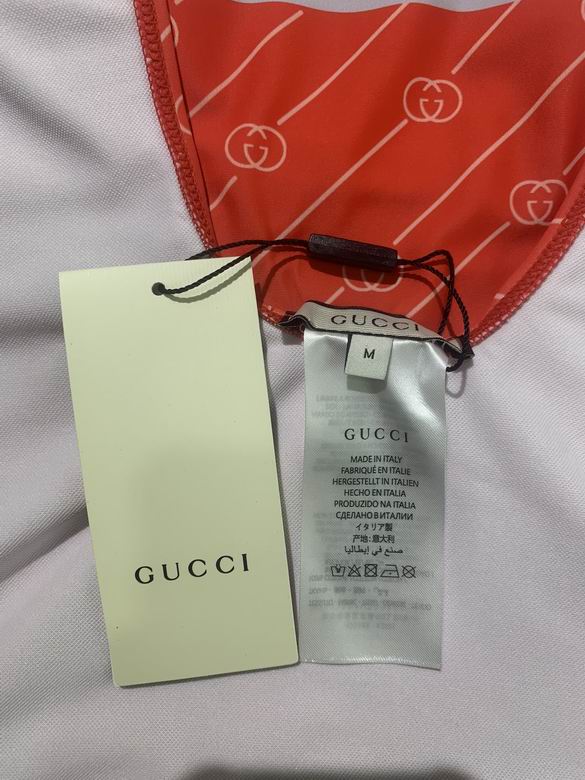 GUCCI
M
GUCCI
MADE IN ITALY
FABRIQUÉ EN ITALIE
HERGESTELLT IN ITALIEN
HECHO EN ITALIA
PRODUZIDO NA ITALIA
СДЕЛАНО В ИТАЛИИ
イタリア製
产地:意大利
صنع في إيطاليا
GUCCI